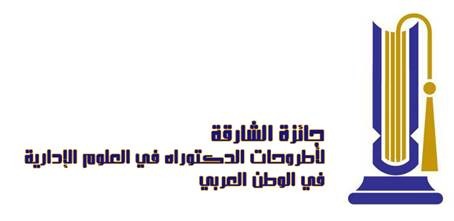 جائزة الشارقة
لأطروحات الدكتوراه في العلوم الإدارية
في الوطن العربي